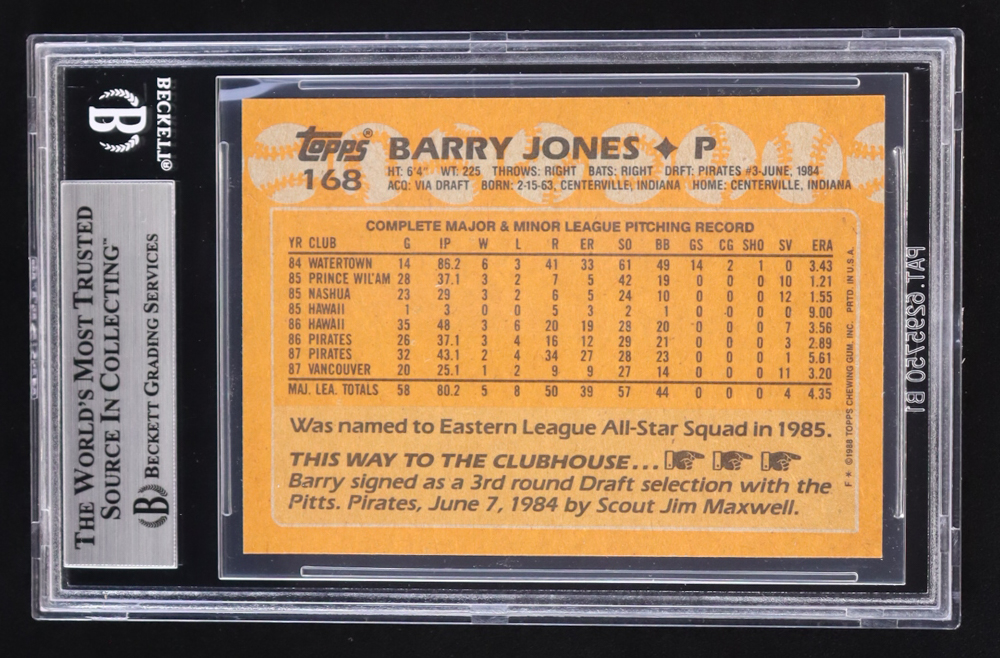 BECKETT®
B
THE WORLD'S MOST TRUSTED
SOURCE IN COLLECTING™
B BECKETT GRADING SERVICES
Topps® BARRY JONES ✦ P
168
HT: 6'4" WT: 225 THROWS: RIGHT BATS: RIGHT DRFT: PIRATES #3-JUNE, 1984
ACQ: VIA DRAFT BORN: 2-15-63, CENTERVILLE, INDIANA HOME: CENTERVILLE, INDIANA
COMPLETE MAJOR & MINOR LEAGUE PITCHING RECORD
YR CLUB G IP W L R ER SO BB GS CG SHO SV ERA
84 WATERTOWN 14 86.2 6 3 41 33 61 49 14 2 1 0 3.43
85 PRINCE WIL'AM 28 37.1 3 2 7 5 42 19 0 0 0 10 1.21
85 NASHUA 23 29 3 2 6 5 24 10 0 0 0 12 1.55
85 HAWAII 1 3 0 0 5 3 2 1 0 0 0 0 9.00
86 HAWAII 35 48 3 6 20 19 28 20 0 0 0 7 3.56
86 PIRATES 26 37.1 3 4 16 12 29 21 0 0 0 3 2.89
87 PIRATES 32 43.1 2 4 34 27 28 23 0 0 0 1 5.61
87 VANCOUVER 20 25.1 1 2 9 9 27 14 0 0 0 11 3.20
MAJ. LEA. TOTALS 58 80.2 5 8 50 39 57 44 0 0 0 4 4.35
Was named to Eastern League All-Star Squad in 1985.
THIS WAY TO THE CLUBHOUSE...
Barry signed as a 3rd round Draft selection with the
Pitts. Pirates, June 7, 1984 by Scout Jim Maxwell.
F * ©1988 TOPPS CHEWING GUM, INC. PRTD. IN U.S.A.
PAT. 6295750 B1